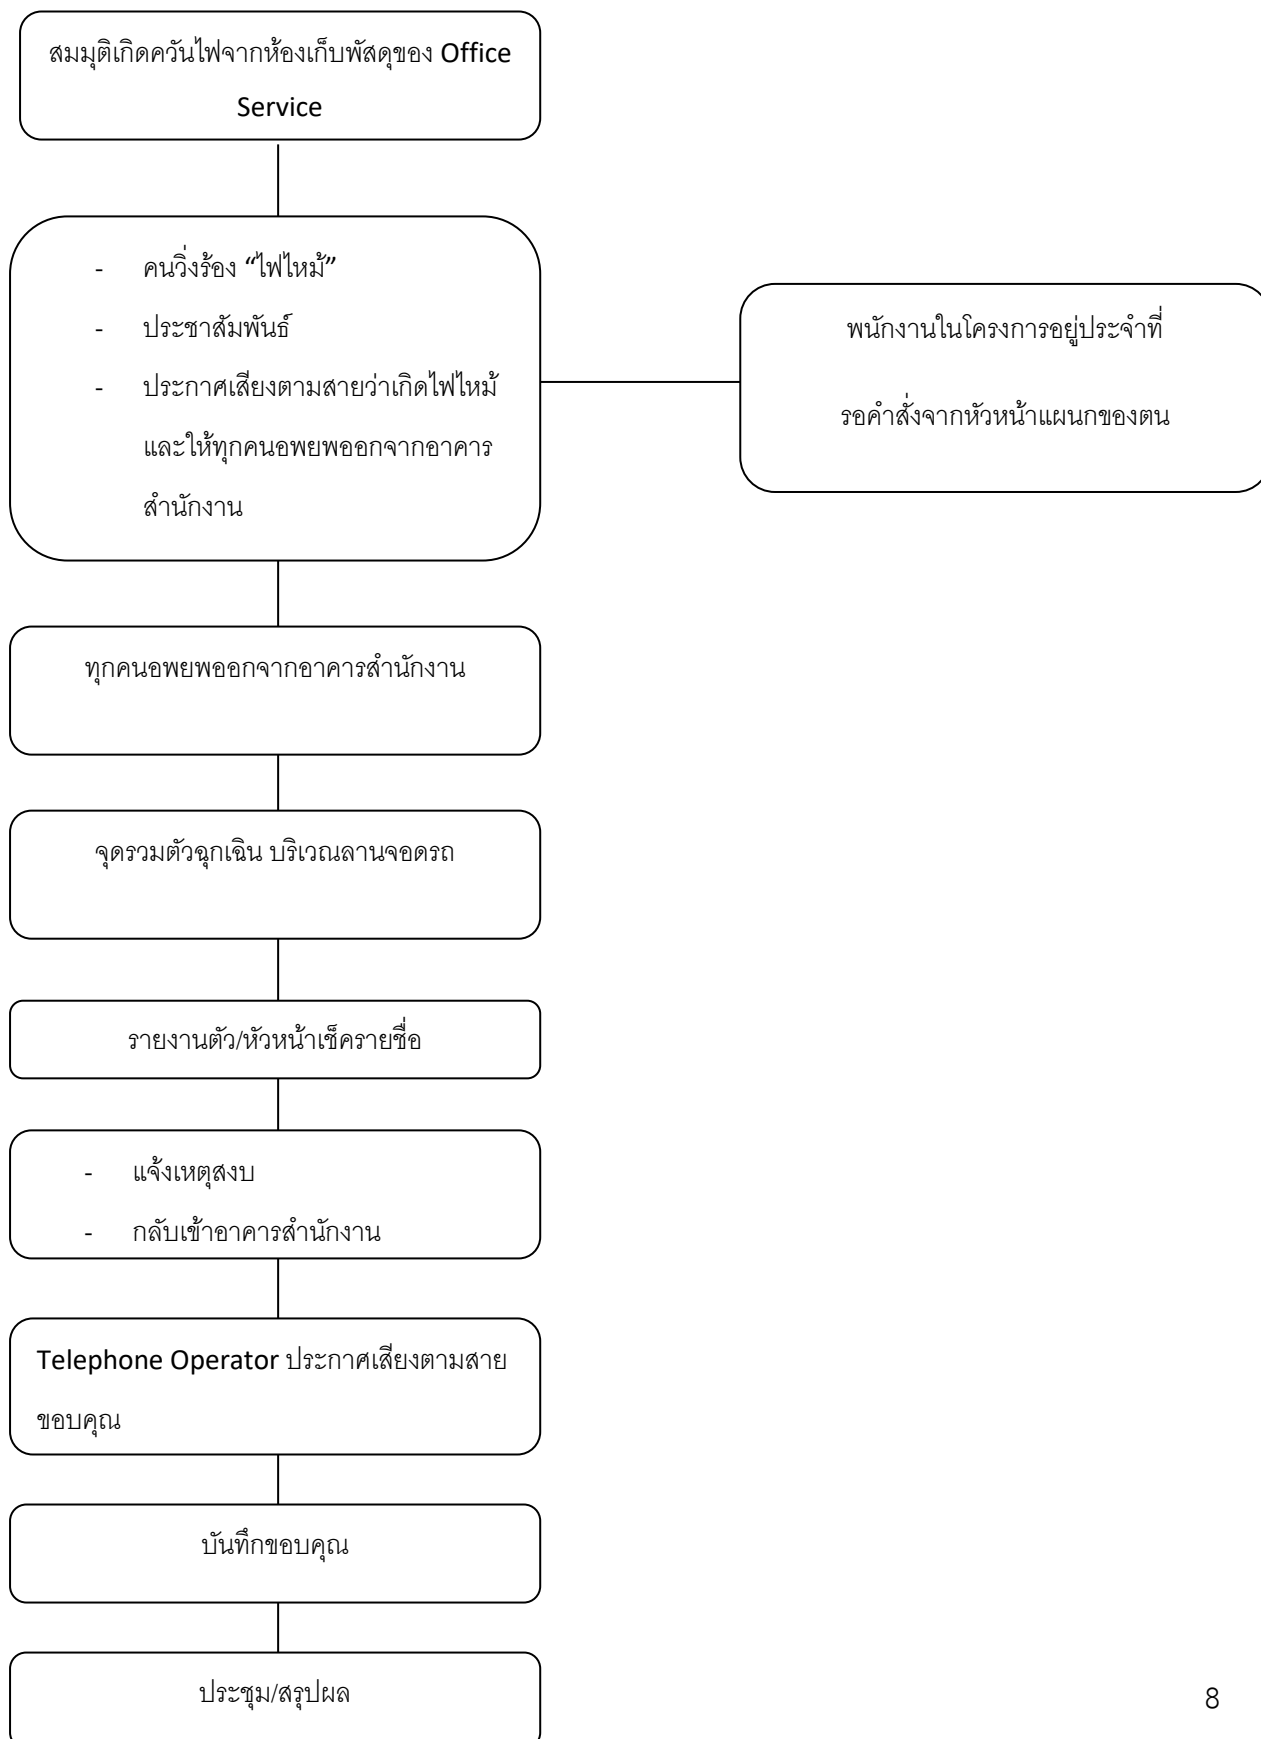 สมมุติเกิดควันไฟจากห้องเก็บพัสดุของ Office
Service
- คนวิ่งร้อง “ไฟไหม้”
- ประชาสัมพันธ์
- ประกาศเสียงตามสายว่าเกิดไฟไหม้
และให้ทุกคนอพยพออกจากอาคาร
สำนักงาน
พนักงานในโครงการอยู่ประจำที่
รอคำสั่งจากหัวหน้าแผนกของตน
ทุกคนอพยพออกจากอาคารสำนักงาน
จุดรวมตัวฉุกเฉิน บริเวณลานจอดรถ
รายงานตัว/หัวหน้าเช็ครายชื่อ
- แจ้งเหตุสงบ
- กลับเข้าอาคารสำนักงาน
Telephone Operator ประกาศเสียงตามสาย
ขอบคุณ
บันทึกขอบคุณ
ประชุม/สรุปผล
8